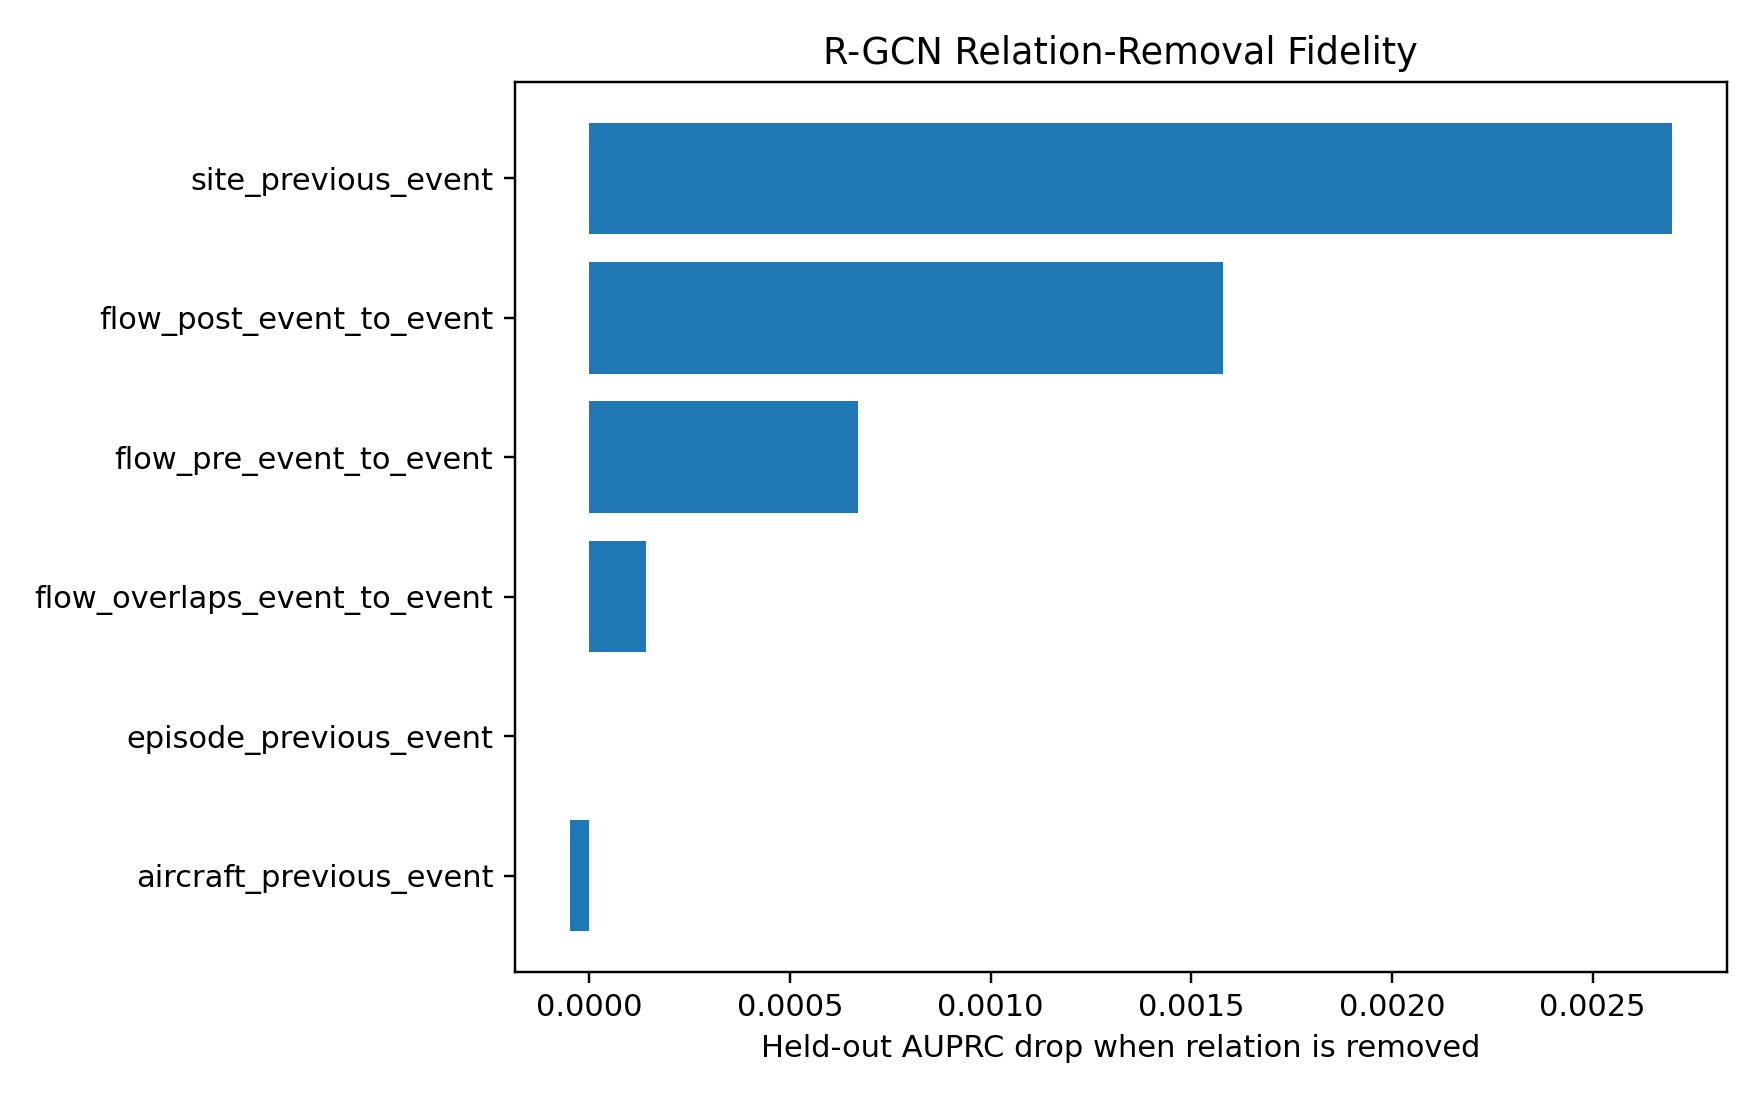 R-GCN Relation-Removal Fidelity
site_previous_event
flow_post_event_to_event
flow_pre_event_to_event
flow_overlaps_event_to_event
episode_previous_event
aircraft_previous_event
0.0000 0.0005 0.0010 0.0015 0.0020 0.0025
Held-out AUPRC drop when relation is removed